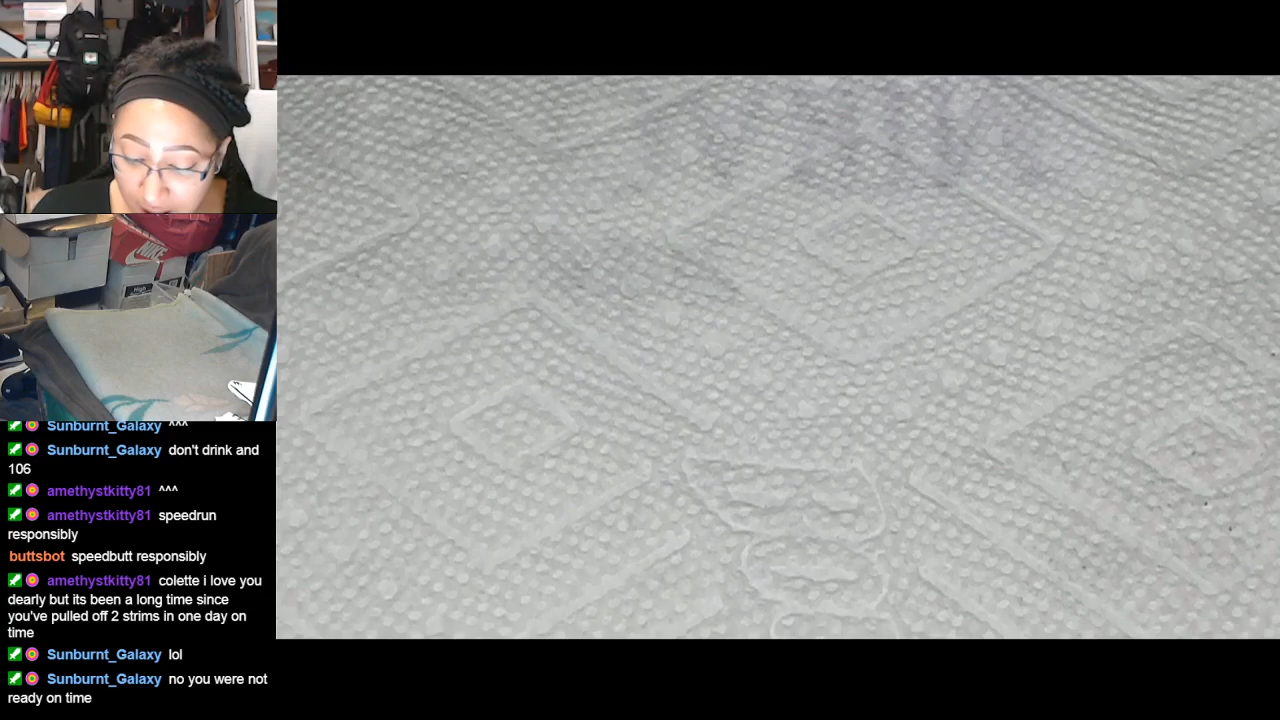 NIKE
High
Sunburnt_Galaxy ^^^
Sunburnt_Galaxy don't drink and
106
amethystkitty81 ^^^
amethystkitty81 speedrun
responsibly
buttsbot speedbutt responsibly
amethystkitty81 colette i love you
dearly but its been a long time since
you've pulled off 2 strims in one day on
time
Sunburnt_Galaxy lol
Sunburnt_Galaxy no you were not
ready on time